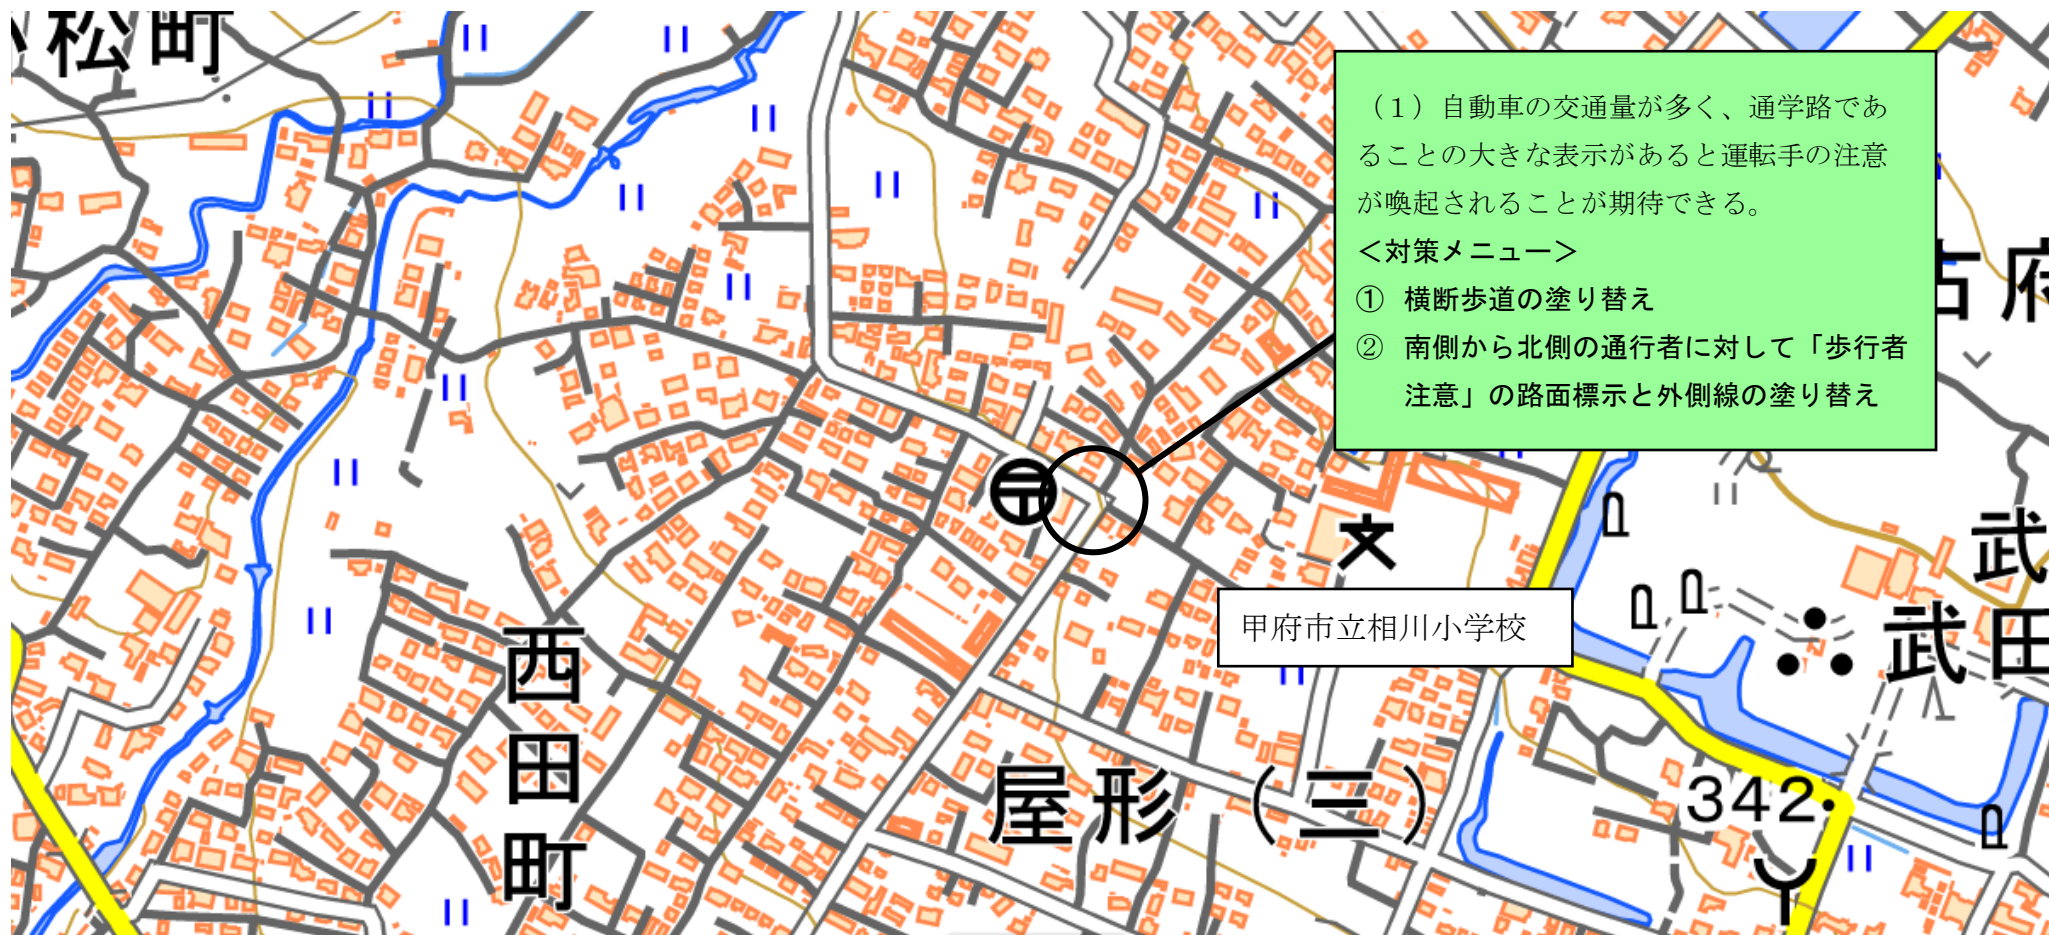 松町
（１）自動車の交通量が多く、通学路であ
ることの大きな表示があると運転手の注意
が喚起されることが期待できる。
＜対策メニュー＞
① 横断歩道の塗り替え
② 南側から北側の通行者に対して「歩行者
注意」の路面標示と外側線の塗り替え
古府
甲府市立相川小学校
武
武田
西田町
屋形（三）
342